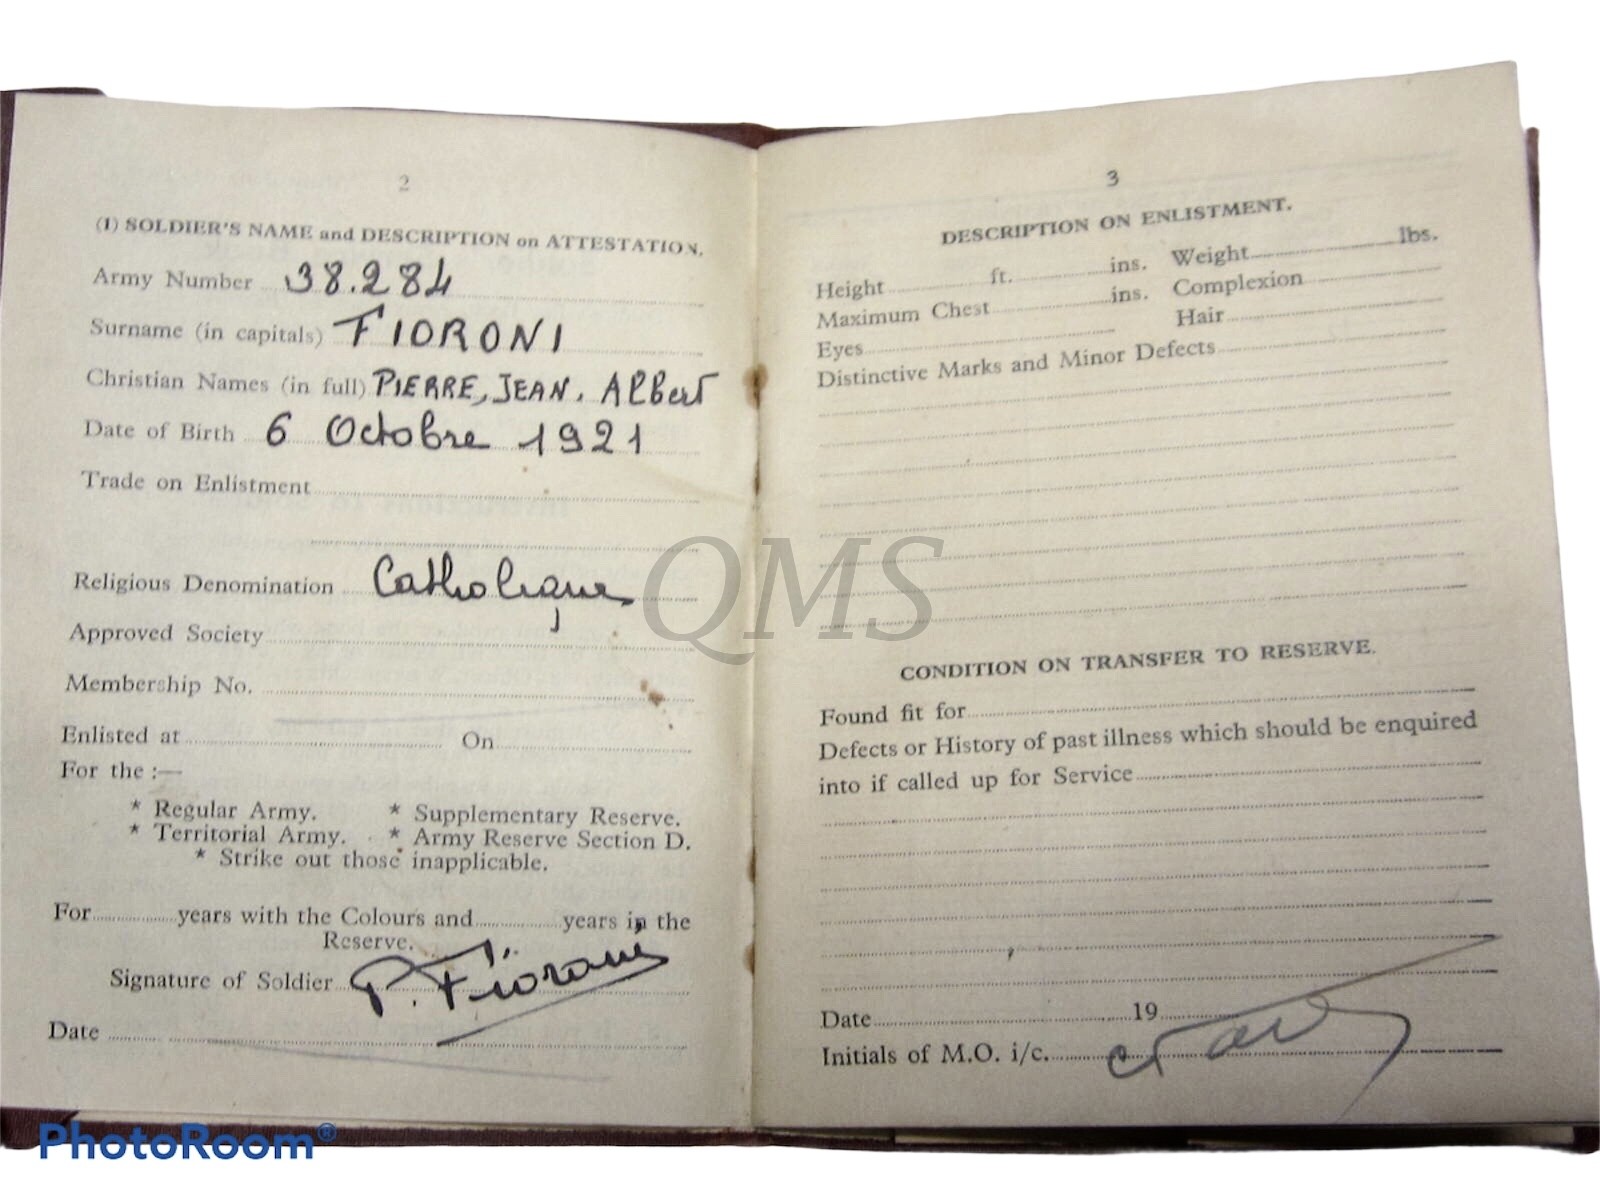 2
(1) SOLDIER'S NAME and DESCRIPTION on ATTESTATION.
Army Number 38.284
Surname (in capitals) FIORONI
Christian Names (in full) PIERRE, JEAN. Albert
Date of Birth 6 Octobre 1921
Trade on Enlistment
Religious Denomination Catholique
Approved Society
Membership No.
Enlisted at On
For the :—
* Regular Army. * Supplementary Reserve.
* Territorial Army. * Army Reserve Section D.
* Strike out those inapplicable.
For years with the Colours and years in the
Reserve.
Signature of Soldier P. Fioroni
Date
3
DESCRIPTION ON ENLISTMENT.
Height ft. ins. Weight lbs.
Maximum Chest ins. Complexion
Eyes Hair
Distinctive Marks and Minor Defects
CONDITION ON TRANSFER TO RESERVE.
Found fit for
Defects or History of past illness which should be enquired
into if called up for Service
Date 19
Initials of M.O. i/c.
QMS
PhotoRoom®